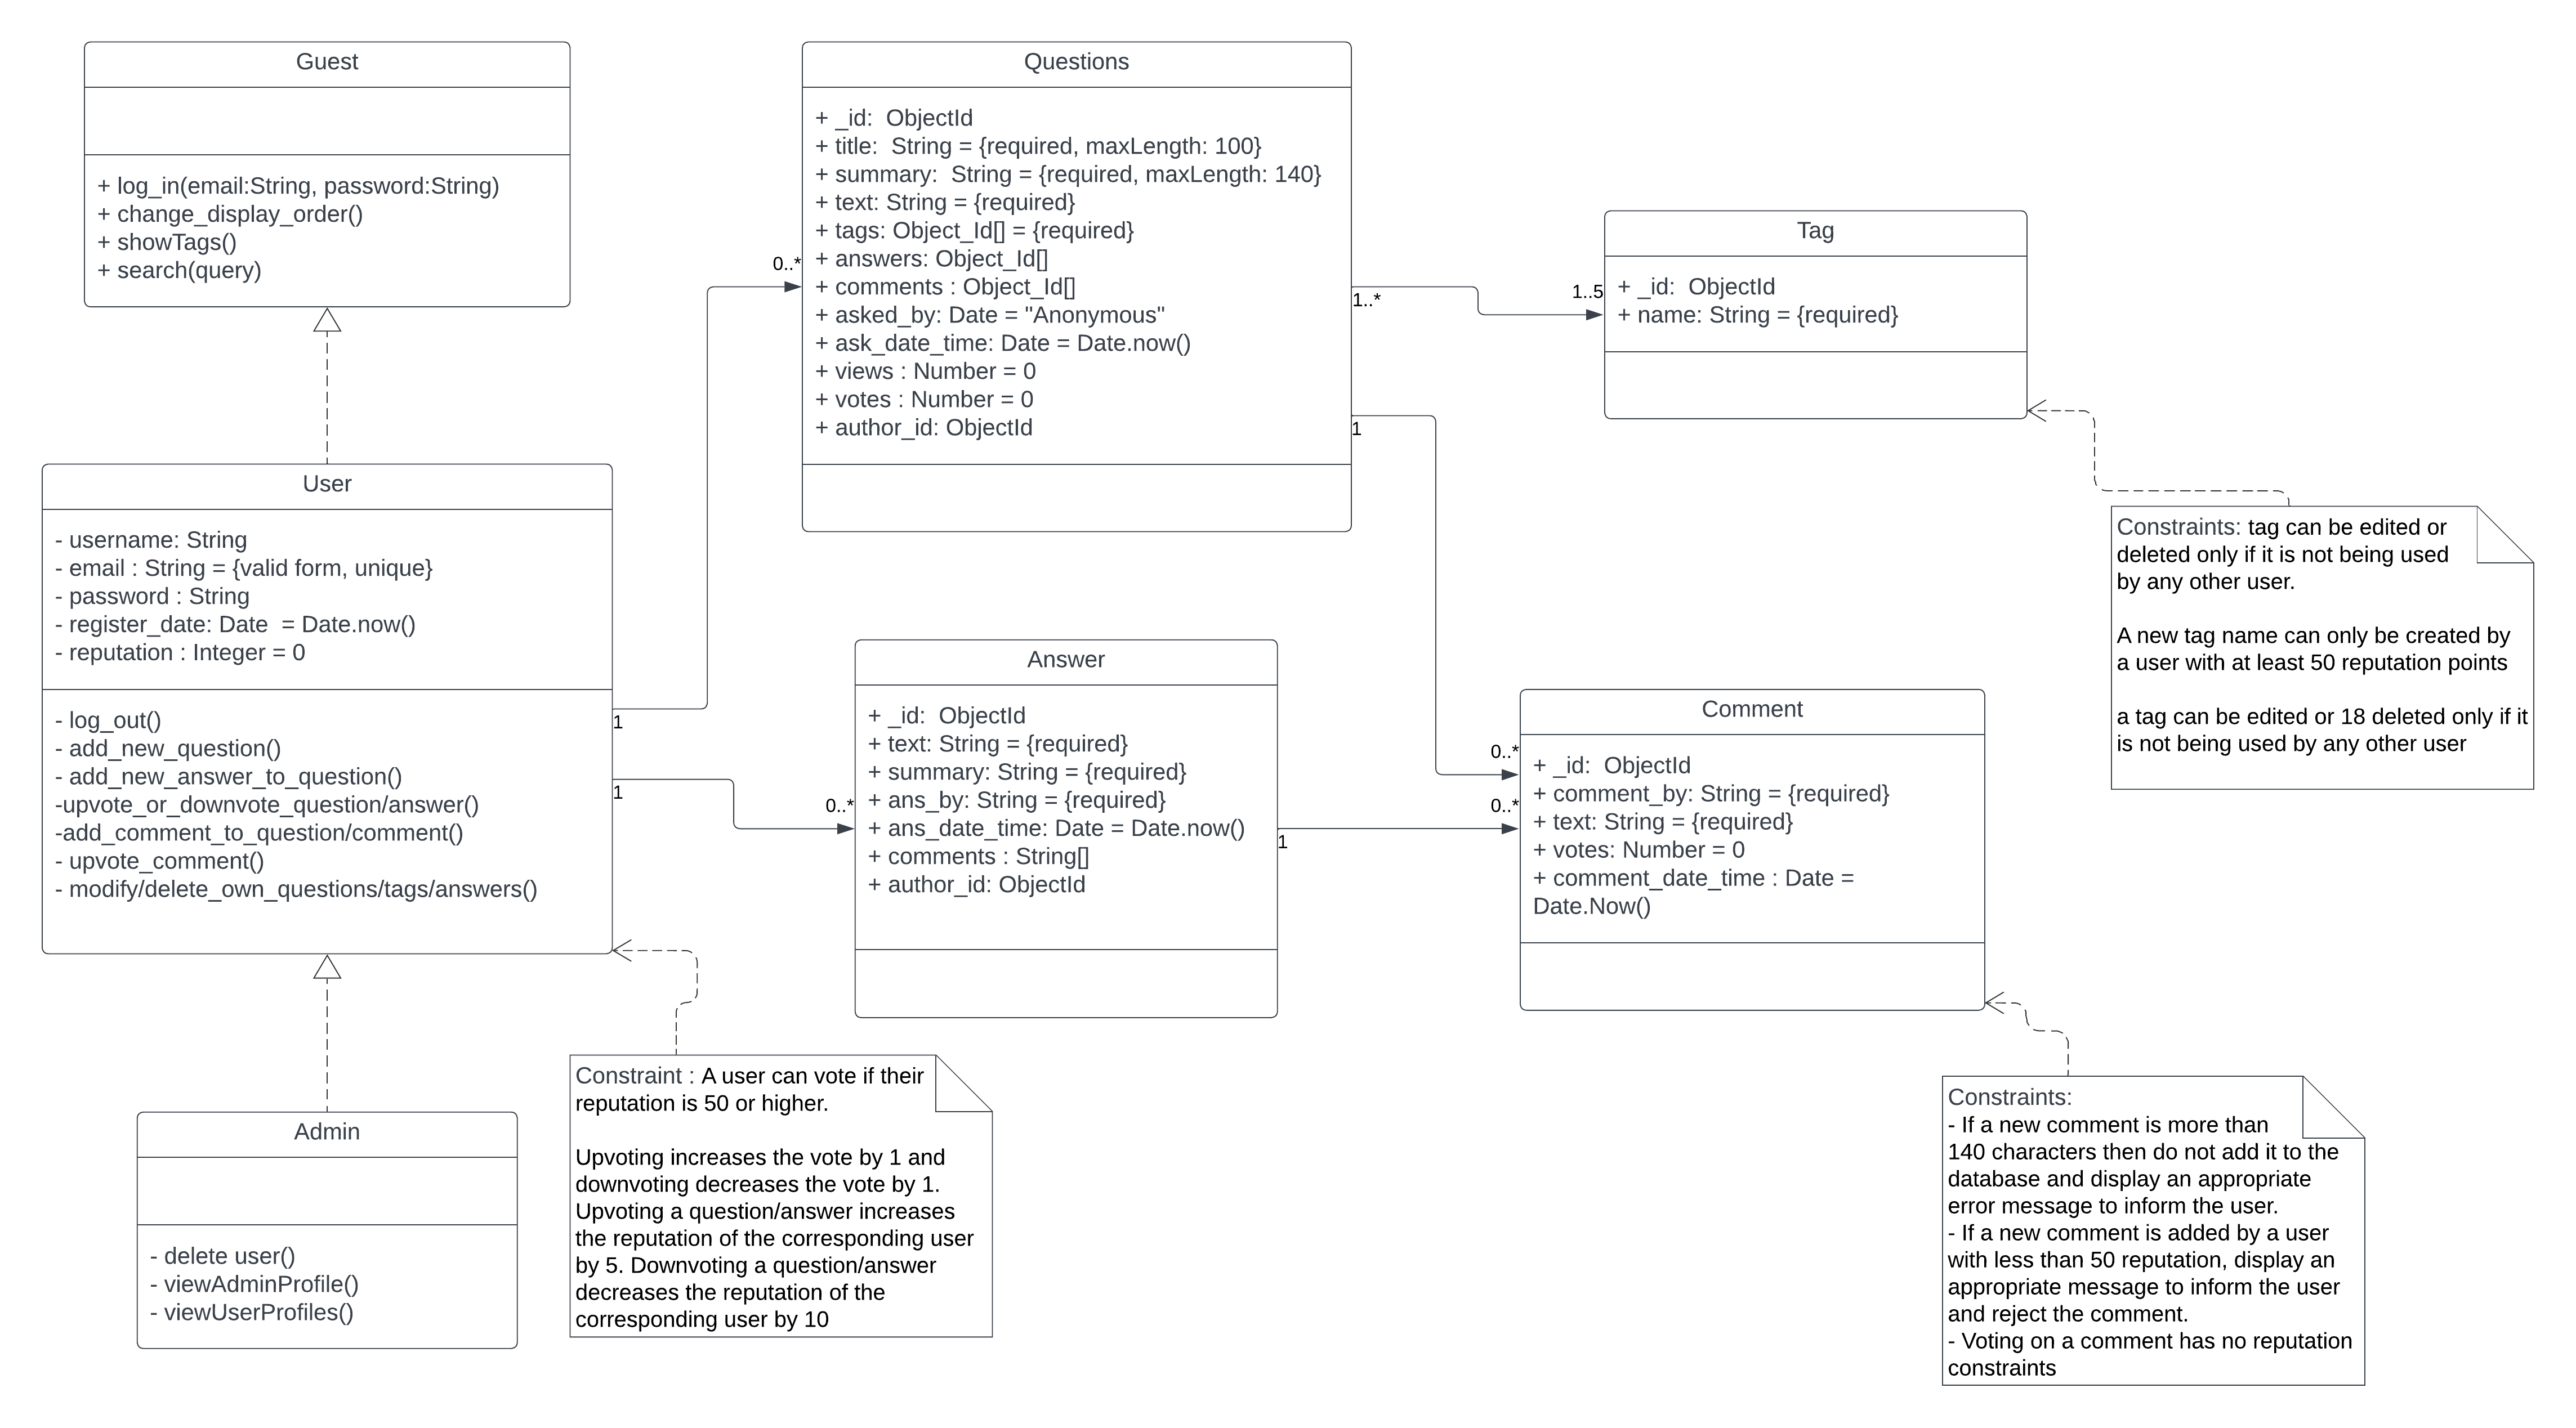 Guest
+ log_in(email:String, password:String)
+ change_display_order()
+ showTags()
+ search(query)
User
- username: String
- email : String = {valid form, unique}
- password : String
- register_date: Date  = Date.now()
- reputation : Integer = 0
- log_out()
- add_new_question()
- add_new_answer_to_question()
-upvote_or_downvote_question/answer()
-add_comment_to_question/comment()
- upvote_comment()
- modify/delete_own_questions/tags/answers()
1
1
Admin
- delete user()
- viewAdminProfile()
- viewUserProfiles()
Constraint : A user can vote if their
reputation is 50 or higher.
Upvoting increases the vote by 1 and
downvoting decreases the vote by 1.
Upvoting a question/answer increases
the reputation of the corresponding user
by 5. Downvoting a question/answer
decreases the reputation of the
corresponding user by 10
0..*
Questions
+ _id:  ObjectId
+ title:  String = {required, maxLength: 100}
+ summary:  String = {required, maxLength: 140}
+ text: String = {required}
+ tags: Object_Id[] = {required}
+ answers: Object_Id[]
+ comments : Object_Id[]
+ asked_by: Date = "Anonymous"
+ ask_date_time: Date = Date.now()
+ views : Number = 0
+ votes : Number = 0
+ author_id: ObjectId
1..*
1
0..*
Answer
+ _id:  ObjectId
+ text: String = {required}
+ summary: String = {required}
+ ans_by: String = {required}
+ ans_date_time: Date = Date.now()
+ comments : String[]
+ author_id: ObjectId
1
1..5
Tag
+ _id:  ObjectId
+ name: String = {required}
Constraints: tag can be edited or
deleted only if it is not being used
by any other user.
A new tag name can only be created by
a user with at least 50 reputation points
a tag can be edited or 18 deleted only if it
is not being used by any other user
0..*
0..*
Comment
+ _id:  ObjectId
+ comment_by: String = {required}
+ text: String = {required}
+ votes: Number = 0
+ comment_date_time : Date =
Date.Now()
Constraints:
- If a new comment is more than
140 characters then do not add it to the
database and display an appropriate
error message to inform the user.
- If a new comment is added by a user
with less than 50 reputation, display an
appropriate message to inform the user
and reject the comment.
- Voting on a comment has no reputation
constraints